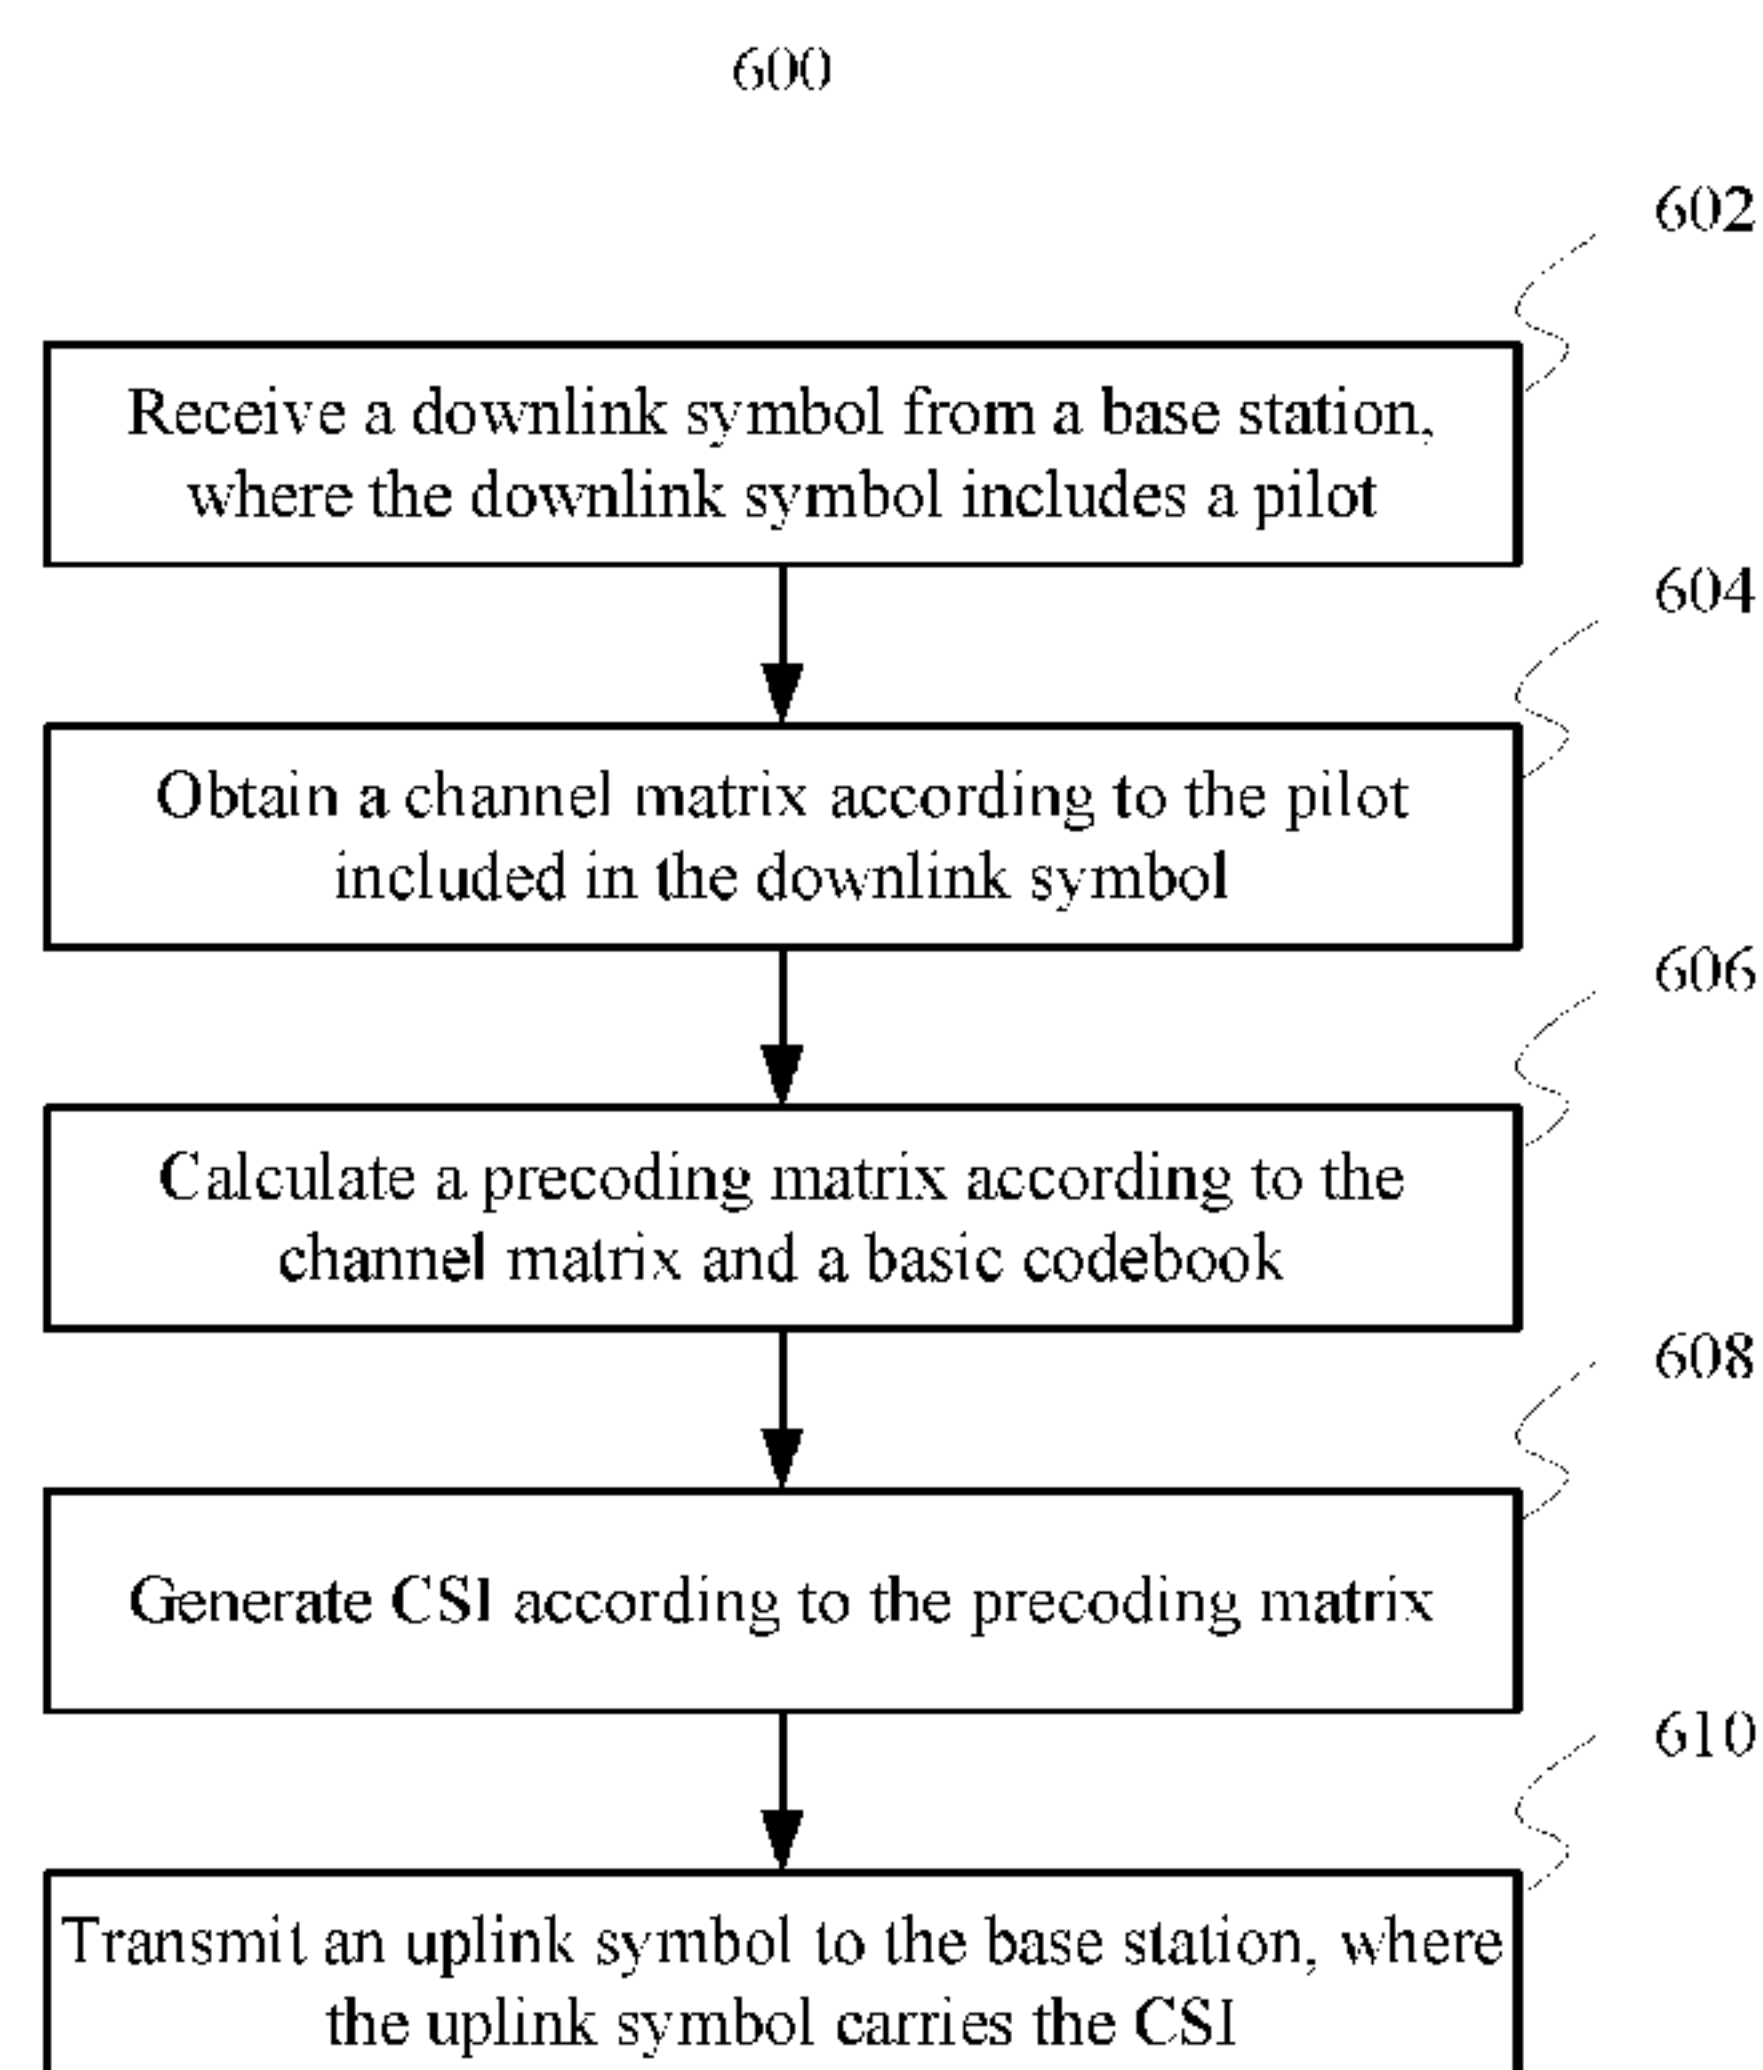 600
602
Receive a downlink symbol from a base station,
where the downlink symbol includes a pilot
604
Obtain a channel matrix according to the pilot
included in the downlink symbol
606
Calculate a precoding matrix according to the
channel matrix and a basic codebook
608
Generate CSI according to the precoding matrix
610
Transmit an uplink symbol to the base station, where
the uplink symbol carries the CSI